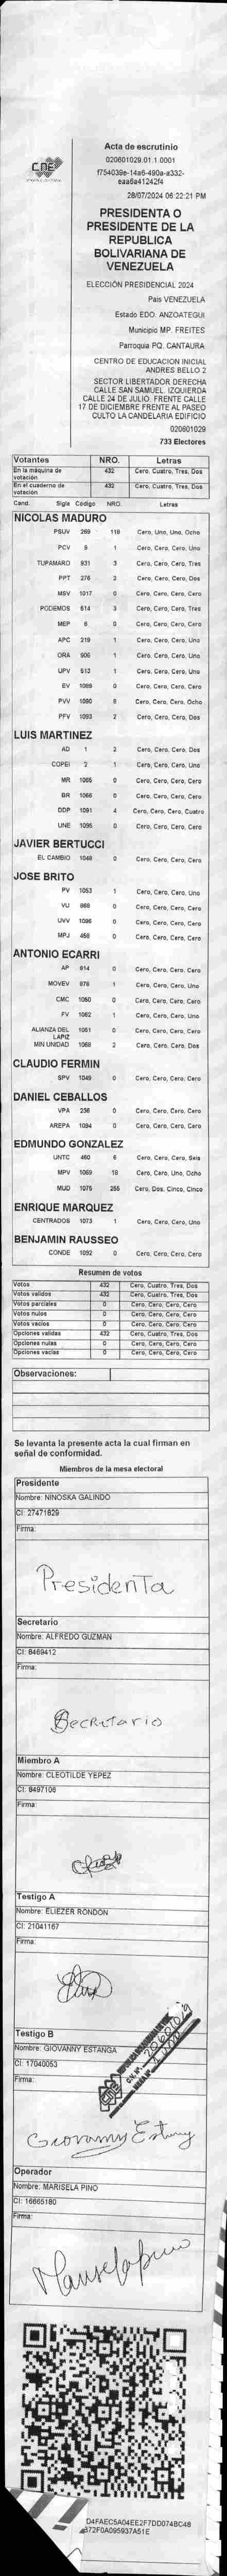 CNE
Acta de escrutinio
020601029.01.1.0001
f754039e-14a6-490a-a332-
eaa6a41242f4
28/07/2024 06:22:21 PM
PRESIDENTA O
PRESIDENTE DE LA
REPUBLICA
BOLIVARIANA DE
VENEZUELA
ELECCIÓN PRESIDENCIAL 2024
Pais VENEZUELA
Estado EDO. ANZOATEGUI
Municipio MP. FREITES
Parroquia PQ. CANTAURA
CENTRO DE EDUCACION INICIAL
ANDRES BELLO 2
SECTOR LIBERTADOR DERECHA
CALLE SAN SAMUEL. IZQUIERDA
CALLE 24 DE JULIO. FRENTE CALLE
17 DE DICIEMBRE FRENTE AL PASEO
CULTO LA CANDELARIA EDIFICIO
020601029
733 Electores
Votantes NRO. Letras
En la máquina de votación 432 Cero, Cuatro, Tres, Dos
En el cuaderno de votación 432 Cero, Cuatro, Tres, Dos
Cand. Sigla Codigo NRO. Letras
NICOLAS MADURO
PSUV 269 118 Cero, Uno, Uno, Ocho
PCV 9 1 Cero, Cero, Cero, Uno
TUPAMARO 931 3 Cero, Cero, Cero, Tres
PPT 276 2 Cero, Cero, Cero, Dos
MSV 1017 0 Cero, Cero, Cero, Cero
PODEMOS 514 3 Cero, Cero, Cero, Tres
MEP 6 0 Cero, Cero, Cero, Cero
APC 219 1 Cero, Cero, Cero, Uno
ORA 906 1 Cero, Cero, Cero, Uno
UPV 513 1 Cero, Cero, Cero, Uno
EV 1089 0 Cero, Cero, Cero, Cero
PVV 1090 8 Cero, Cero, Cero, Ocho
PFV 1093 2 Cero, Cero, Cero, Dos
LUIS MARTINEZ
AD 1 2 Cero, Cero, Cero, Dos
COPEI 2 1 Cero, Cero, Cero, Uno
MR 1065 0 Cero, Cero, Cero, Cero
BR 1066 0 Cero, Cero, Cero, Cero
DDP 1091 4 Cero, Cero, Cero, Cuatro
UNE 1095 0 Cero, Cero, Cero, Cero
JAVIER BERTUCCI
EL CAMBIO 1048 0 Cero, Cero, Cero, Cero
JOSE BRITO
PV 1053 1 Cero, Cero, Cero, Uno
VU 868 0 Cero, Cero, Cero, Cero
UVV 1096 0 Cero, Cero, Cero, Cero
MPJ 458 0 Cero, Cero, Cero, Cero
ANTONIO ECARRI
AP 914 0 Cero, Cero, Cero, Cero
MOVEV 878 1 Cero, Cero, Cero, Uno
CMC 1050 0 Cero, Cero, Cero, Cero
FV 1062 1 Cero, Cero, Cero, Uno
ALIANZA DEL LAPIZ 1051 0 Cero, Cero, Cero, Cero
MIN UNIDAD 1068 2 Cero, Cero, Cero, Dos
CLAUDIO FERMIN
SPV 1049 0 Cero, Cero, Cero, Cero
DANIEL CEBALLOS
VPA 236 0 Cero, Cero, Cero, Cero
AREPA 1094 0 Cero, Cero, Cero, Cero
EDMUNDO GONZALEZ
UNTC 460 6 Cero, Cero, Cero, Seis
MPV 1069 18 Cero, Cero, Uno, Ocho
MUD 1075 255 Cero, Dos, Cinco, Cinco
ENRIQUE MARQUEZ
CENTRADOS 1073 1 Cero, Cero, Cero, Uno
BENJAMIN RAUSSEO
CONDE 1092 0 Cero, Cero, Cero, Cero
Resumen de votos
Votos 432 Cero, Cuatro, Tres, Dos
Votos validos 432 Cero, Cuatro, Tres, Dos
Votos parciales 0 Cero, Cero, Cero, Cero
Votos nulos 0 Cero, Cero, Cero, Cero
Votos vacios 0 Cero, Cero, Cero, Cero
Opciones validas 432 Cero, Cuatro, Tres, Dos
Opciones nulas 0 Cero, Cero, Cero, Cero
Opciones vacias 0 Cero, Cero, Cero, Cero
Observaciones:
Se levanta la presente acta la cual firman en
señal de conformidad.
Miembros de la mesa electoral
Presidente
Nombre: NINOSKA GALINDO
CI: 27471829
Firma:
Presidenta
Secretario
Nombre: ALFREDO GUZMAN
CI: 8469412
Firma:
Secretario
Miembro A
Nombre: CLEOTILDE YEPEZ
CI: 8497106
Firma:
Testigo A
Nombre: ELIEZER RONDON
CI: 21041167
Firma:
Testigo B
Nombre: GIOVANNY ESTANGA
CI: 17040053
Firma:
CNE
Operador
Nombre: MARISELA PINO
CI: 16665180
Firma:
Marisela pino
D4FAEC5A04EE2F7DD074BC48
372F0A095937A51E